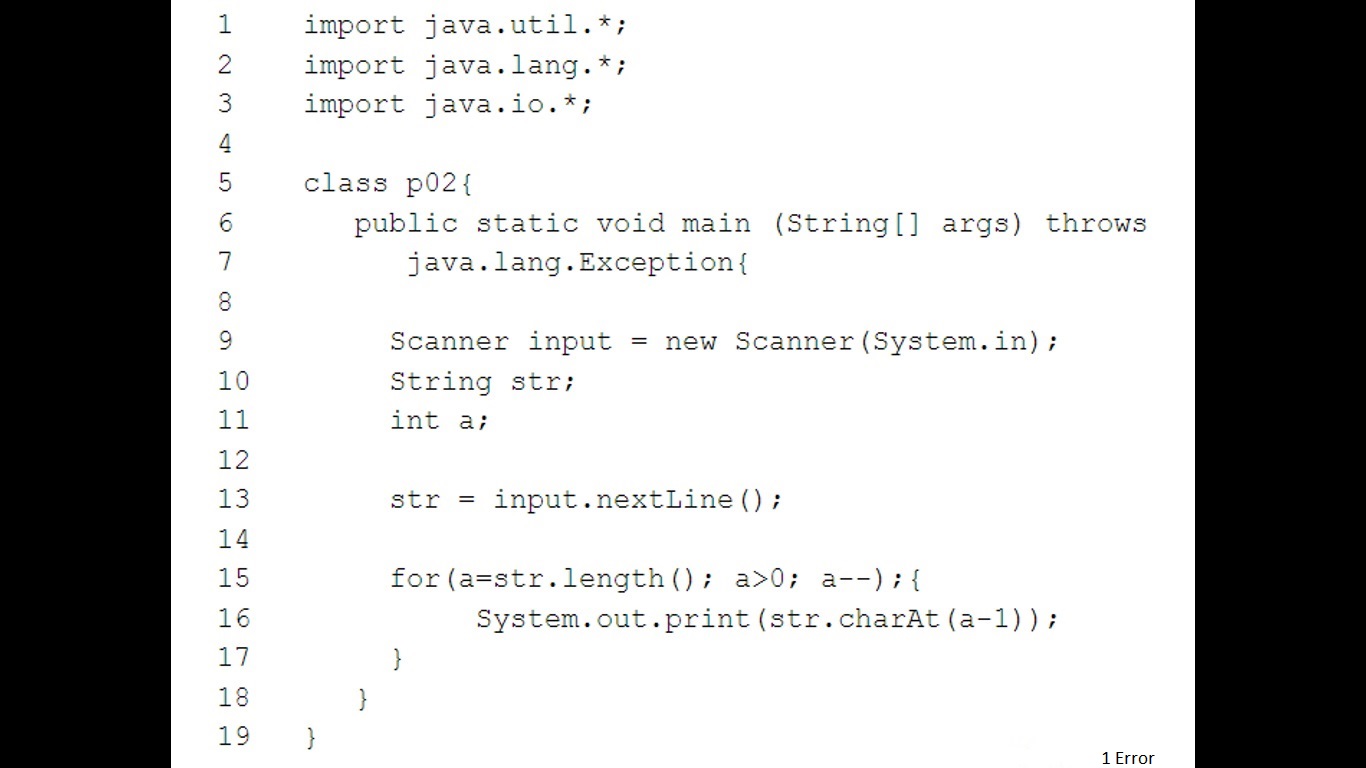 1 import java.util.*;
2 import java.lang.*;
3 import java.io.*;
4
5 class p02{
6 public static void main (String[] args) throws
7 java.lang.Exception{
8
9 Scanner input = new Scanner(System.in);
10 String str;
11 int a;
12
13 str = input.nextLine();
14
15 for(a=str.length(); a>0; a--);{
16 System.out.print(str.charAt(a-1));
17 }
18 }
19 }
1 Error